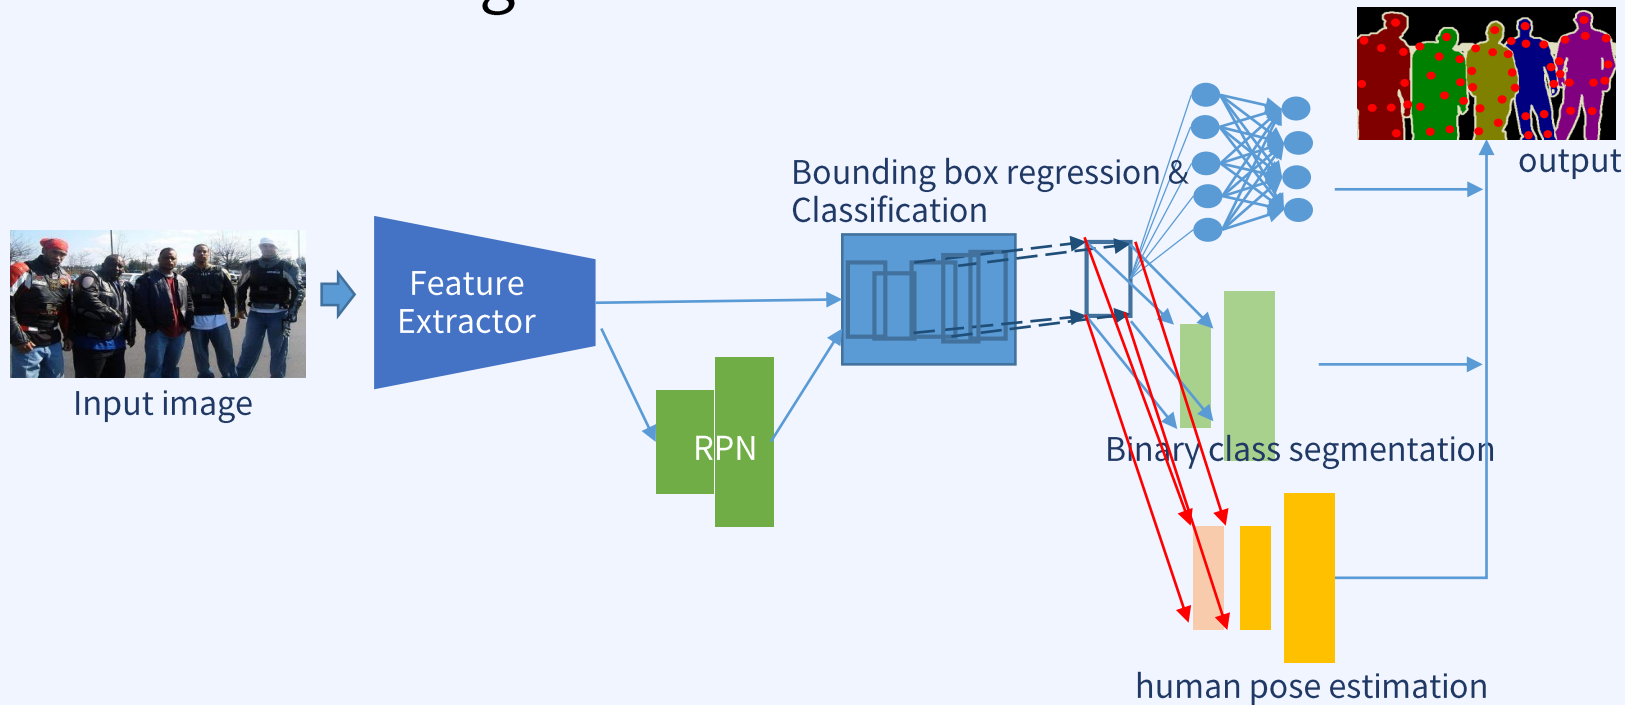 output
Bounding box regression &
Classification
Feature
Extractor
Input image
RPN
Binary class segmentation
human pose estimation